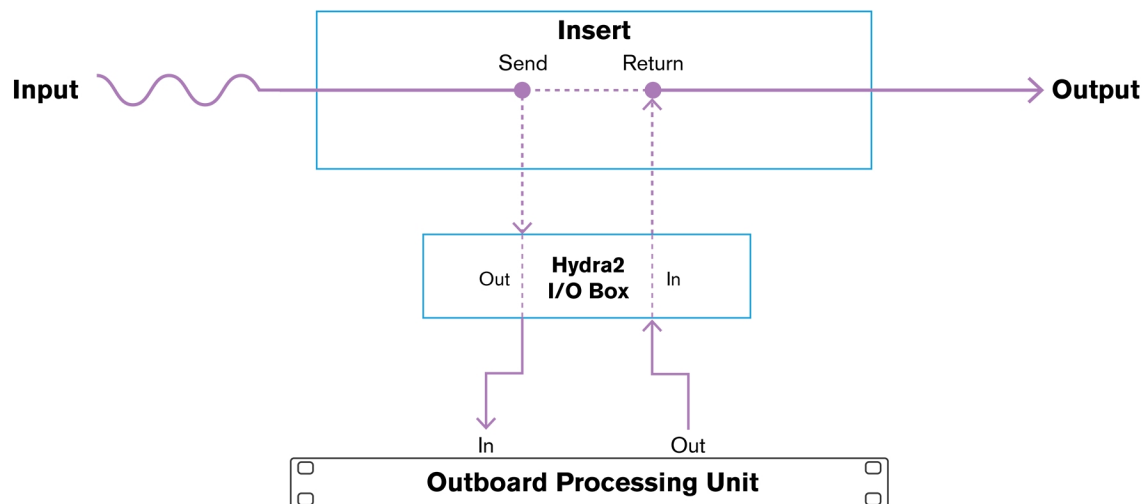 Insert
Send Return
Input Output
Out Hydra2 In
I/O Box
In Out
Outboard Processing Unit